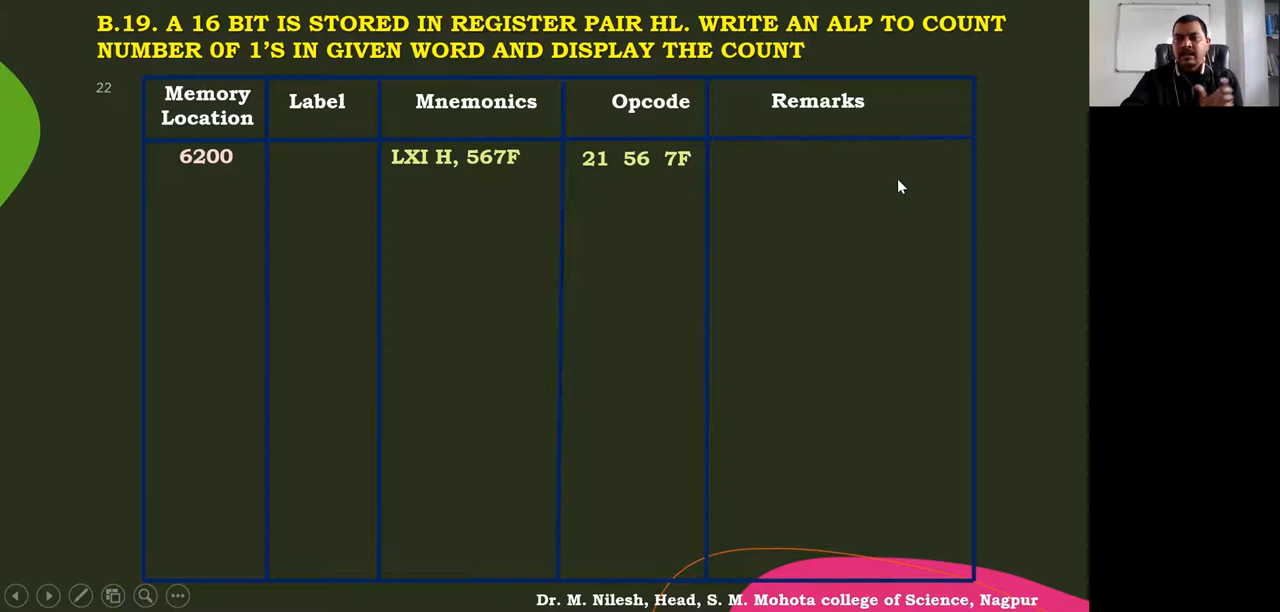 B.19. A 16 BIT IS STORED IN REGISTER PAIR HL. WRITE AN ALP TO COUNT
NUMBER 0F 1'S IN GIVEN WORD AND DISPLAY THE COUNT
22
Memory Location Label Mnemonics Opcode Remarks
6200 LXI H, 567F 21 56 7F
Dr. M. Nilesh, Head, S. M. Mohota college of Science, Nagpur